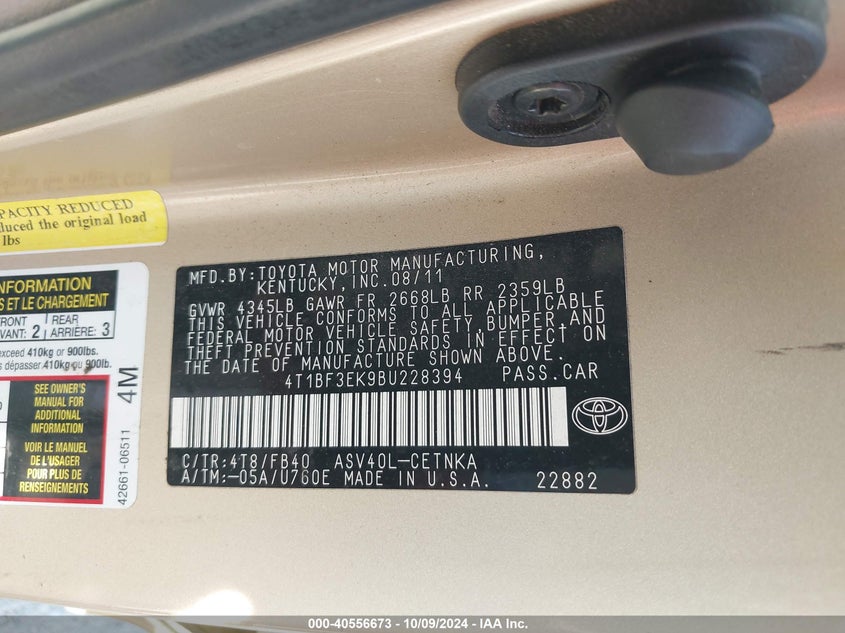 PACITY REDUCED
duced the original load
lbs
INFORMATION
S ET LE CHARGEMENT
FRONT
VANT: 2
REAR
ARRIÈRE: 3
exceed 410kg or 900lbs.
s dépasser 410kg ou 900lb.
SEE OWNER'S
MANUAL FOR
ADDITIONAL
INFORMATION
VOIR LE MANUEL
DE L'USAGER
POUR PLUS DE
RENSEIGNEMENTS
4M
42661-06511
MFD.BY:TOYOTA MOTOR MANUFACTURING,
KENTUCKY,INC.08/11
GVWR 4345LB GAWR FR 2668LB RR 2359LB
THIS VEHICLE CONFORMS TO ALL APPLICABLE
FEDERAL MOTOR VEHICLE SAFETY,BUMPER,AND
THEFT PREVENTION STANDARDS IN EFFECT ON
THE DATE OF MANUFACTURE SHOWN ABOVE.
4T1BF3EK9BU228394 PASS.CAR
C/TR:4T8/FB40 ASV40L-CETNKA
A/TM:-05A/U760E MADE IN U.S.A.
22882
000-40556673 - 10/09/2024 - IAA Inc.